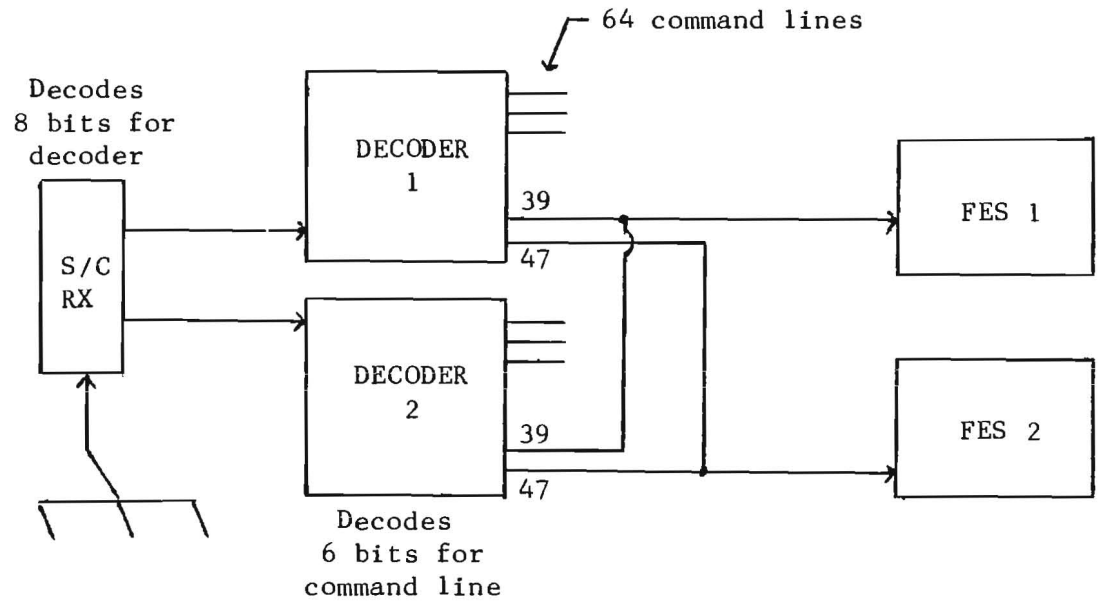 64 command lines
Decodes
8 bits for
decoder
S/C
RX
DECODER
1
39
47
FES 1
DECODER
2
39
47
FES 2
Decodes
6 bits for
command line